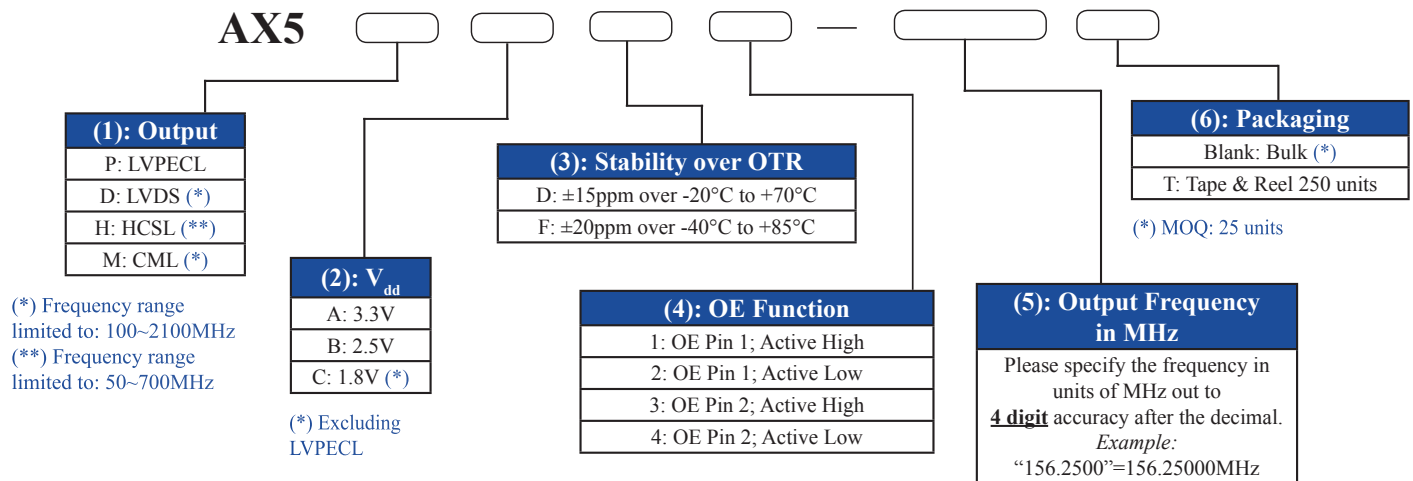 AX5 —
(1): Output
P: LVPECL
D: LVDS (*)
H: HCSL (**)
M: CML (*)
(*) Frequency range
limited to: 100~2100MHz
(**) Frequency range
limited to: 50~700MHz
(2): Vdd
A: 3.3V
B: 2.5V
C: 1.8V (*)
(*) Excluding
LVPECL
(3): Stability over OTR
D: ±15ppm over -20°C to +70°C
F: ±20ppm over -40°C to +85°C
(4): OE Function
1: OE Pin 1; Active High
2: OE Pin 1; Active Low
3: OE Pin 2; Active High
4: OE Pin 2; Active Low
(5): Output Frequency
in MHz
Please specify the frequency in
units of MHz out to
4 digit accuracy after the decimal.
Example:
“156.2500”=156.25000MHz
(6): Packaging
Blank: Bulk (*)
T: Tape & Reel 250 units
(*) MOQ: 25 units